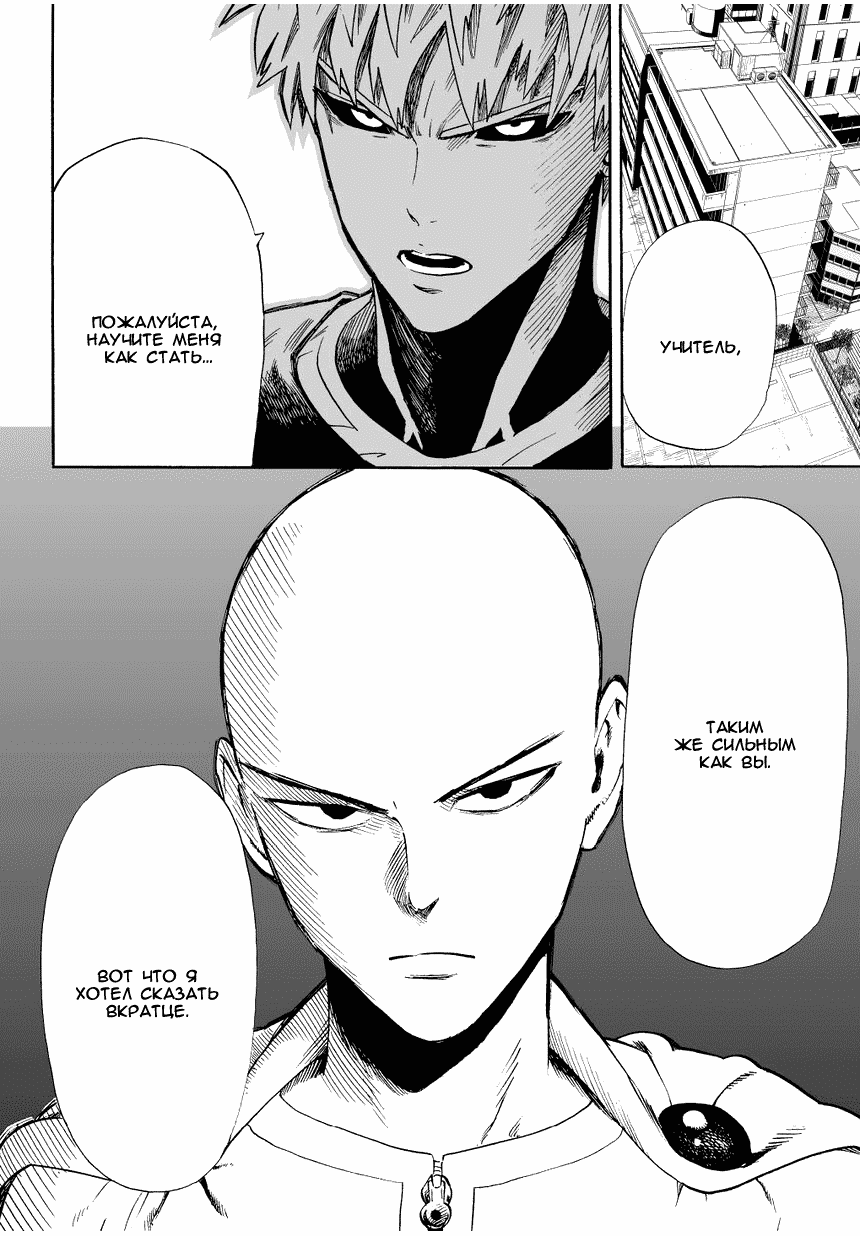 УЧИТЕЛЬ,
ПОЖАЛУЙСТА,
НАУЧИТЕ МЕНЯ
КАК СТАТЬ...
ТАКИМ
ЖЕ СИЛЬНЫМ
КАК ВЫ.
ВОТ ЧТО Я
ХОТЕЛ СКАЗАТЬ
ВКРАТЦЕ.